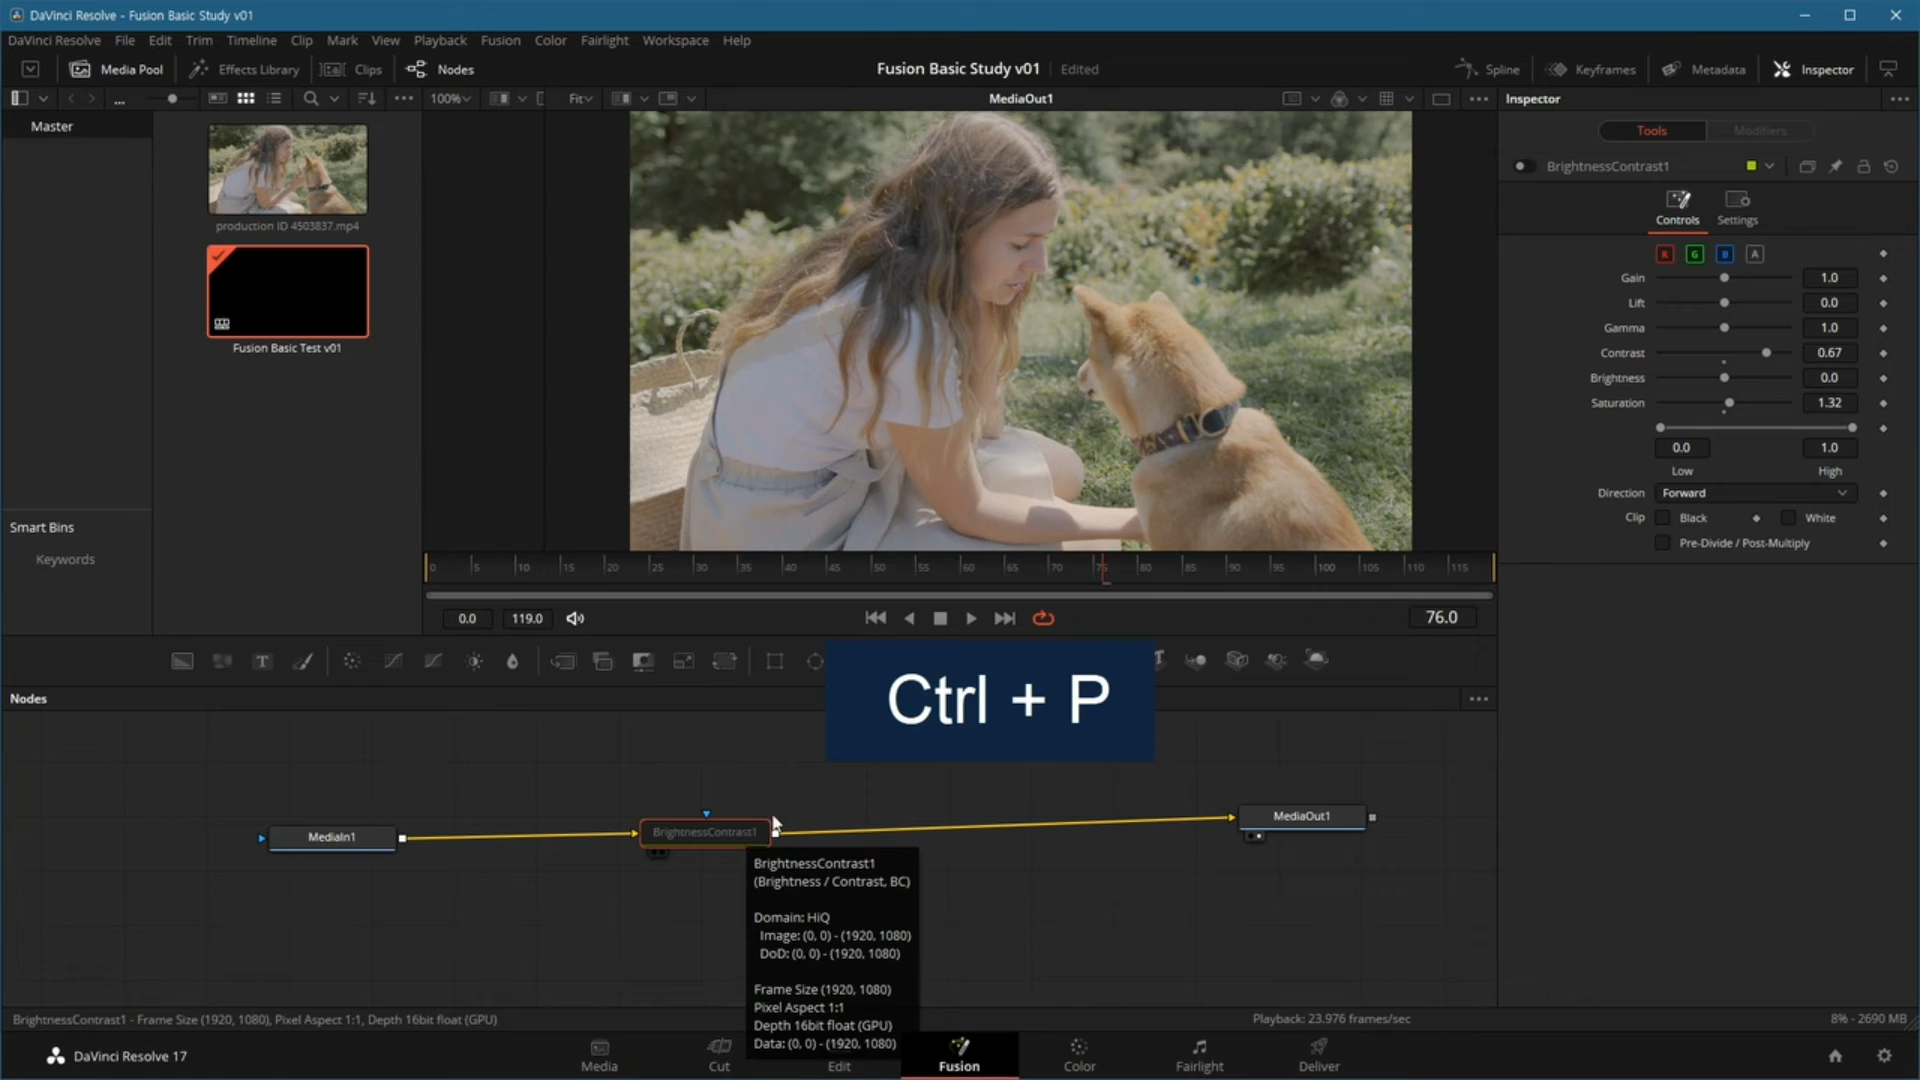 DaVinci Resolve - Fusion Basic Study v01
DaVinci Resolve File Edit Trim Timeline Clip Mark View Playback Fusion Color Fairlight Workspace Help
Media Pool Effects Library Clips Nodes Fusion Basic Study v01 Edited Spline Keyframes Metadata Inspector
... 100% Fit MediaOut1 Inspector
Master
Tools Modifiers
BrightnessContrast1
Controls Settings
production ID 4503837.mp4
R G B A
Gain 1.0
Lift 0.0
Gamma 1.0
Fusion Basic Test v01
Contrast 0.67
Brightness 0.0
Saturation 1.32
0.0 1.0
Low High
Direction Forward
Clip Black White
Pre-Divide / Post-Multiply
Smart Bins
Keywords
0 5 10 15 20 25 30 35 40 45 50 55 60 65 70 75 80 85 90 95 100 105 110 115
0.0 119.0 76.0
Ctrl + P
Nodes
MediaIn1 BrightnessContrast1 MediaOut1
BrightnessContrast1
(Brightness / Contrast, BC)
Domain: HiQ
Image: (0, 0) - (1920, 1080)
DoD: (0, 0) - (1920, 1080)
Frame Size (1920, 1080)
Pixel Aspect 1:1
Depth 16bit float (GPU)
Data: (0, 0) - (1920, 1080)
BrightnessContrast1 - Frame Size (1920, 1080), Pixel Aspect 1:1, Depth 16bit float (GPU) Playback: 23.976 frames/sec 8% - 2690 MB
DaVinci Resolve 17 Media Cut Edit Fusion Color Fairlight Deliver